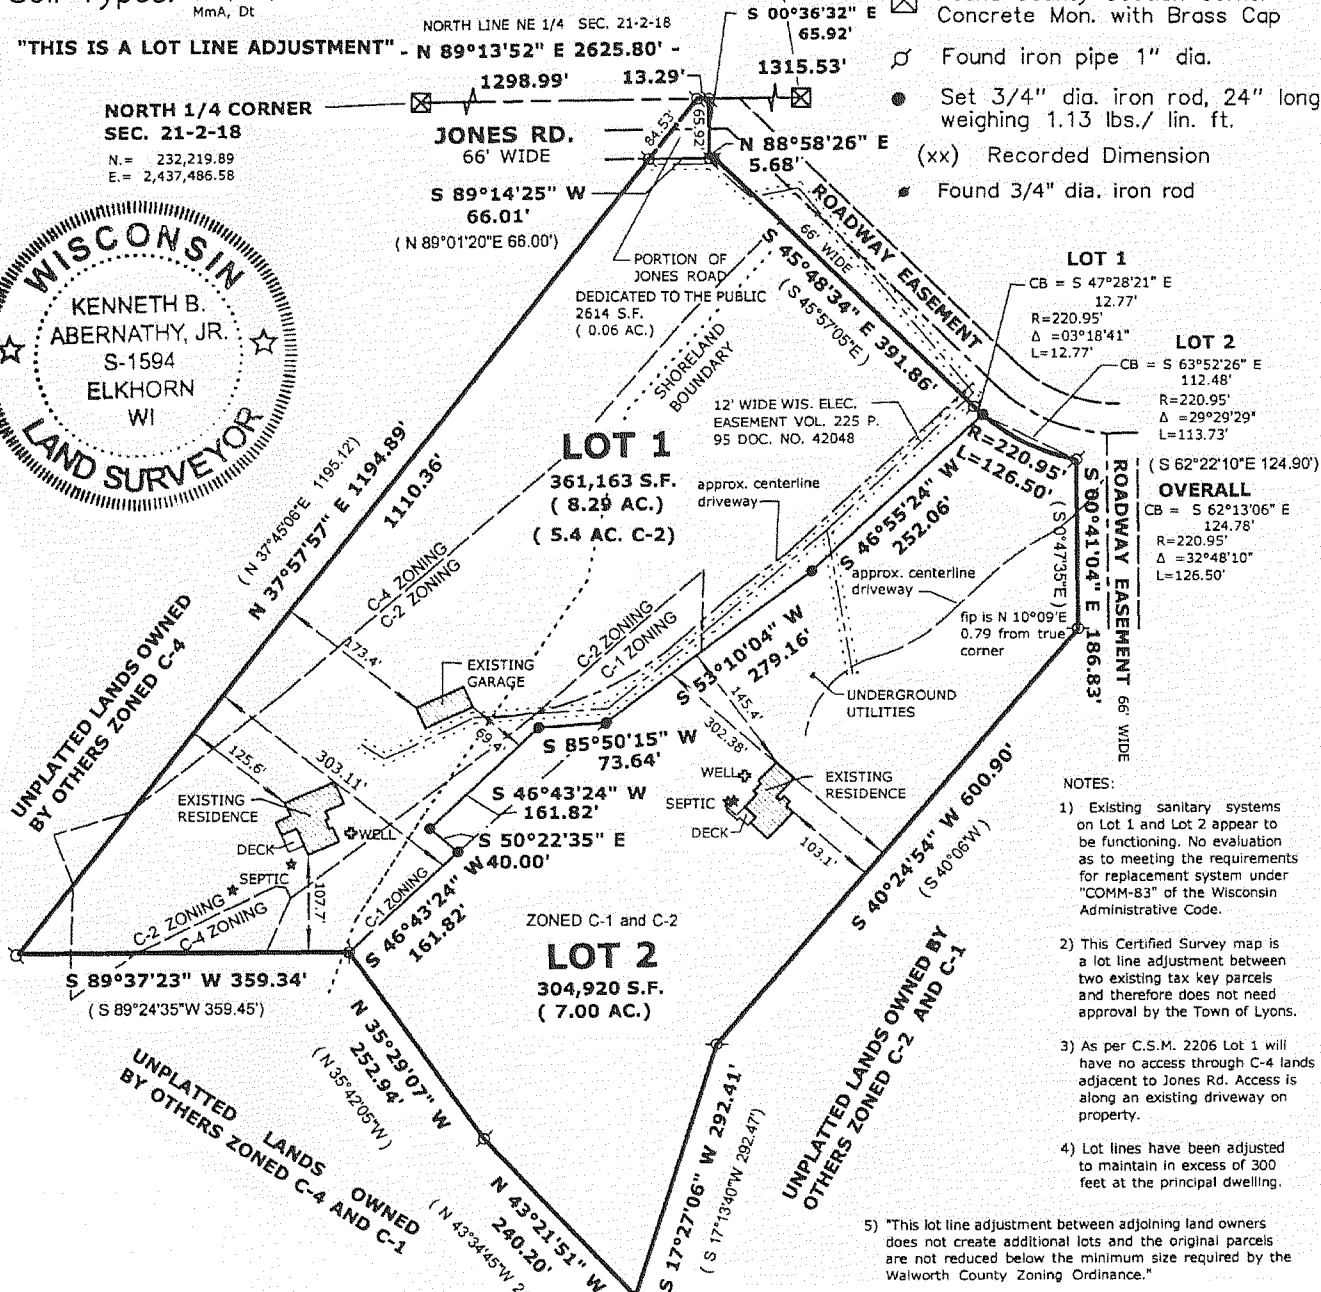 Soil Types:
MmA, Dt
"THIS IS A LOT LINE ADJUSTMENT"
NORTH LINE NE 1/4 SEC. 21-2-18
- N 89°13'52" E 2625.80' -
1298.99'
13.29'
1315.53'
S 00°36'32" E
65.92'
Concrete Mon. with Brass Cap
Found iron pipe 1" dia.
Set 3/4" dia. iron rod, 24" long
weighing 1.13 lbs./ lin. ft.
(xx) Recorded Dimension
Found 3/4" dia. iron rod
NORTH 1/4 CORNER
SEC. 21-2-18
N.= 232,219.89
E.= 2,437,486.58
JONES RD.
66' WIDE
84.53'
(65.92')
N 88°58'26" E
5.68'
S 89°14'25" W
66.01'
( N 89°01'20"E 66.00')
PORTION OF
JONES ROAD
DEDICATED TO THE PUBLIC
2614 S.F.
( 0.06 AC.)
WISCONSIN
KENNETH B.
ABERNATHY, JR.
S-1594
ELKHORN
WI
LAND SURVEYOR
ROADWAY EASEMENT
66' WIDE
S 45°48'34" E 391.86'
( S 45°57'05"E )
SHORELAND
BOUNDARY
LOT 1
CB = S 47°28'21" E
12.77'
R=220.95'
Δ =03°18'41"
L=12.77'
LOT 2
CB = S 63°52'26" E
112.48'
R=220.95'
Δ =29°29'29"
L=113.73'
( S 62°22'10"E 124.90')
OVERALL
CB = S 62°13'06" E
124.78'
R=220.95'
Δ =32°48'10"
L=126.50'
R=220.95'
L=126.50'
12' WIDE WIS. ELEC.
EASEMENT VOL. 225 P.
95 DOC. NO. 42048
LOT 1
361,163 S.F.
( 8.29 AC.)
( 5.4 AC. C-2)
approx. centerline
driveway
S 46°55'24" W
252.06'
approx. centerline
driveway
S 00°41'04" E 186.83'
( S 0°47'35"E )
ROADWAY EASEMENT 66' WIDE
fip is N 10°09'E
0.79 from true
corner
( N 37°45'06"E 1195.12')
N 37°57'57" E 1194.89'
1110.36'
C-4 ZONING
C-2 ZONING
C-2 ZONING
C-1 ZONING
S 53°10'04" W
279.16'
UNPLATTED LANDS OWNED
BY OTHERS ZONED C-4
173.4'
EXISTING
GARAGE
69.4'
S 85°50'15" W
73.64'
145.4'
302.38'
UNDERGROUND
UTILITIES
125.6'
303.11'
EXISTING
RESIDENCE
DECK
WELL
SEPTIC
107.7'
S 46°43'24" W
161.82'
S 50°22'35" E
40.00'
WELL
SEPTIC
DECK
EXISTING
RESIDENCE
103.1'
S 40°24'54" W 600.90'
( S 40°06'W )
C-2 ZONING
C-4 ZONING
C-1 ZONING
S 46°43'24" W
161.82'
S 89°37'23" W 359.34'
( S 89°24'35"W 359.45')
ZONED C-1 and C-2
LOT 2
304,920 S.F.
( 7.00 AC.)
N 35°29'07" W
252.94'
( N 35°42'05"W )
UNPLATTED LANDS OWNED
BY OTHERS ZONED C-4 AND C-1
N 43°21'51" W
240.20'
( N 43°34'45"W 2
S 17°27'06" W 292.41'
( S 17°13'40"W 292.47')
UNPLATTED LANDS OWNED BY
OTHERS ZONED C-2 AND C-1
NOTES:
1) Existing sanitary systems
on Lot 1 and Lot 2 appear to
be functioning. No evaluation
as to meeting the requirements
for replacement system under
"COMM-83" of the Wisconsin
Administrative Code.
2) This Certified Survey map is
a lot line adjustment between
two existing tax key parcels
and therefore does not need
approval by the Town of Lyons.
3) As per C.S.M. 2206 Lot 1 will
have no access through C-4 lands
adjacent to Jones Rd. Access is
along an existing driveway on
property.
4) Lot lines have been adjusted
to maintain in excess of 300
feet at the principal dwelling.
5) "This lot line adjustment between adjoining land owners
does not create additional lots and the original parcels
are not reduced below the minimum size required by the
Walworth County Zoning Ordinance."